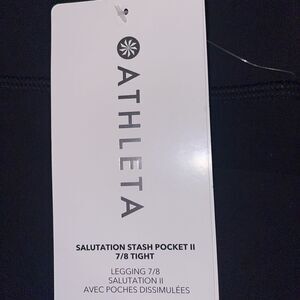 ATHLETA
SALUTATION STASH POCKET II
7/8 TIGHT
LEGGING 7/8
SALUTATION II
AVEC POCHES DISSIMULÉES